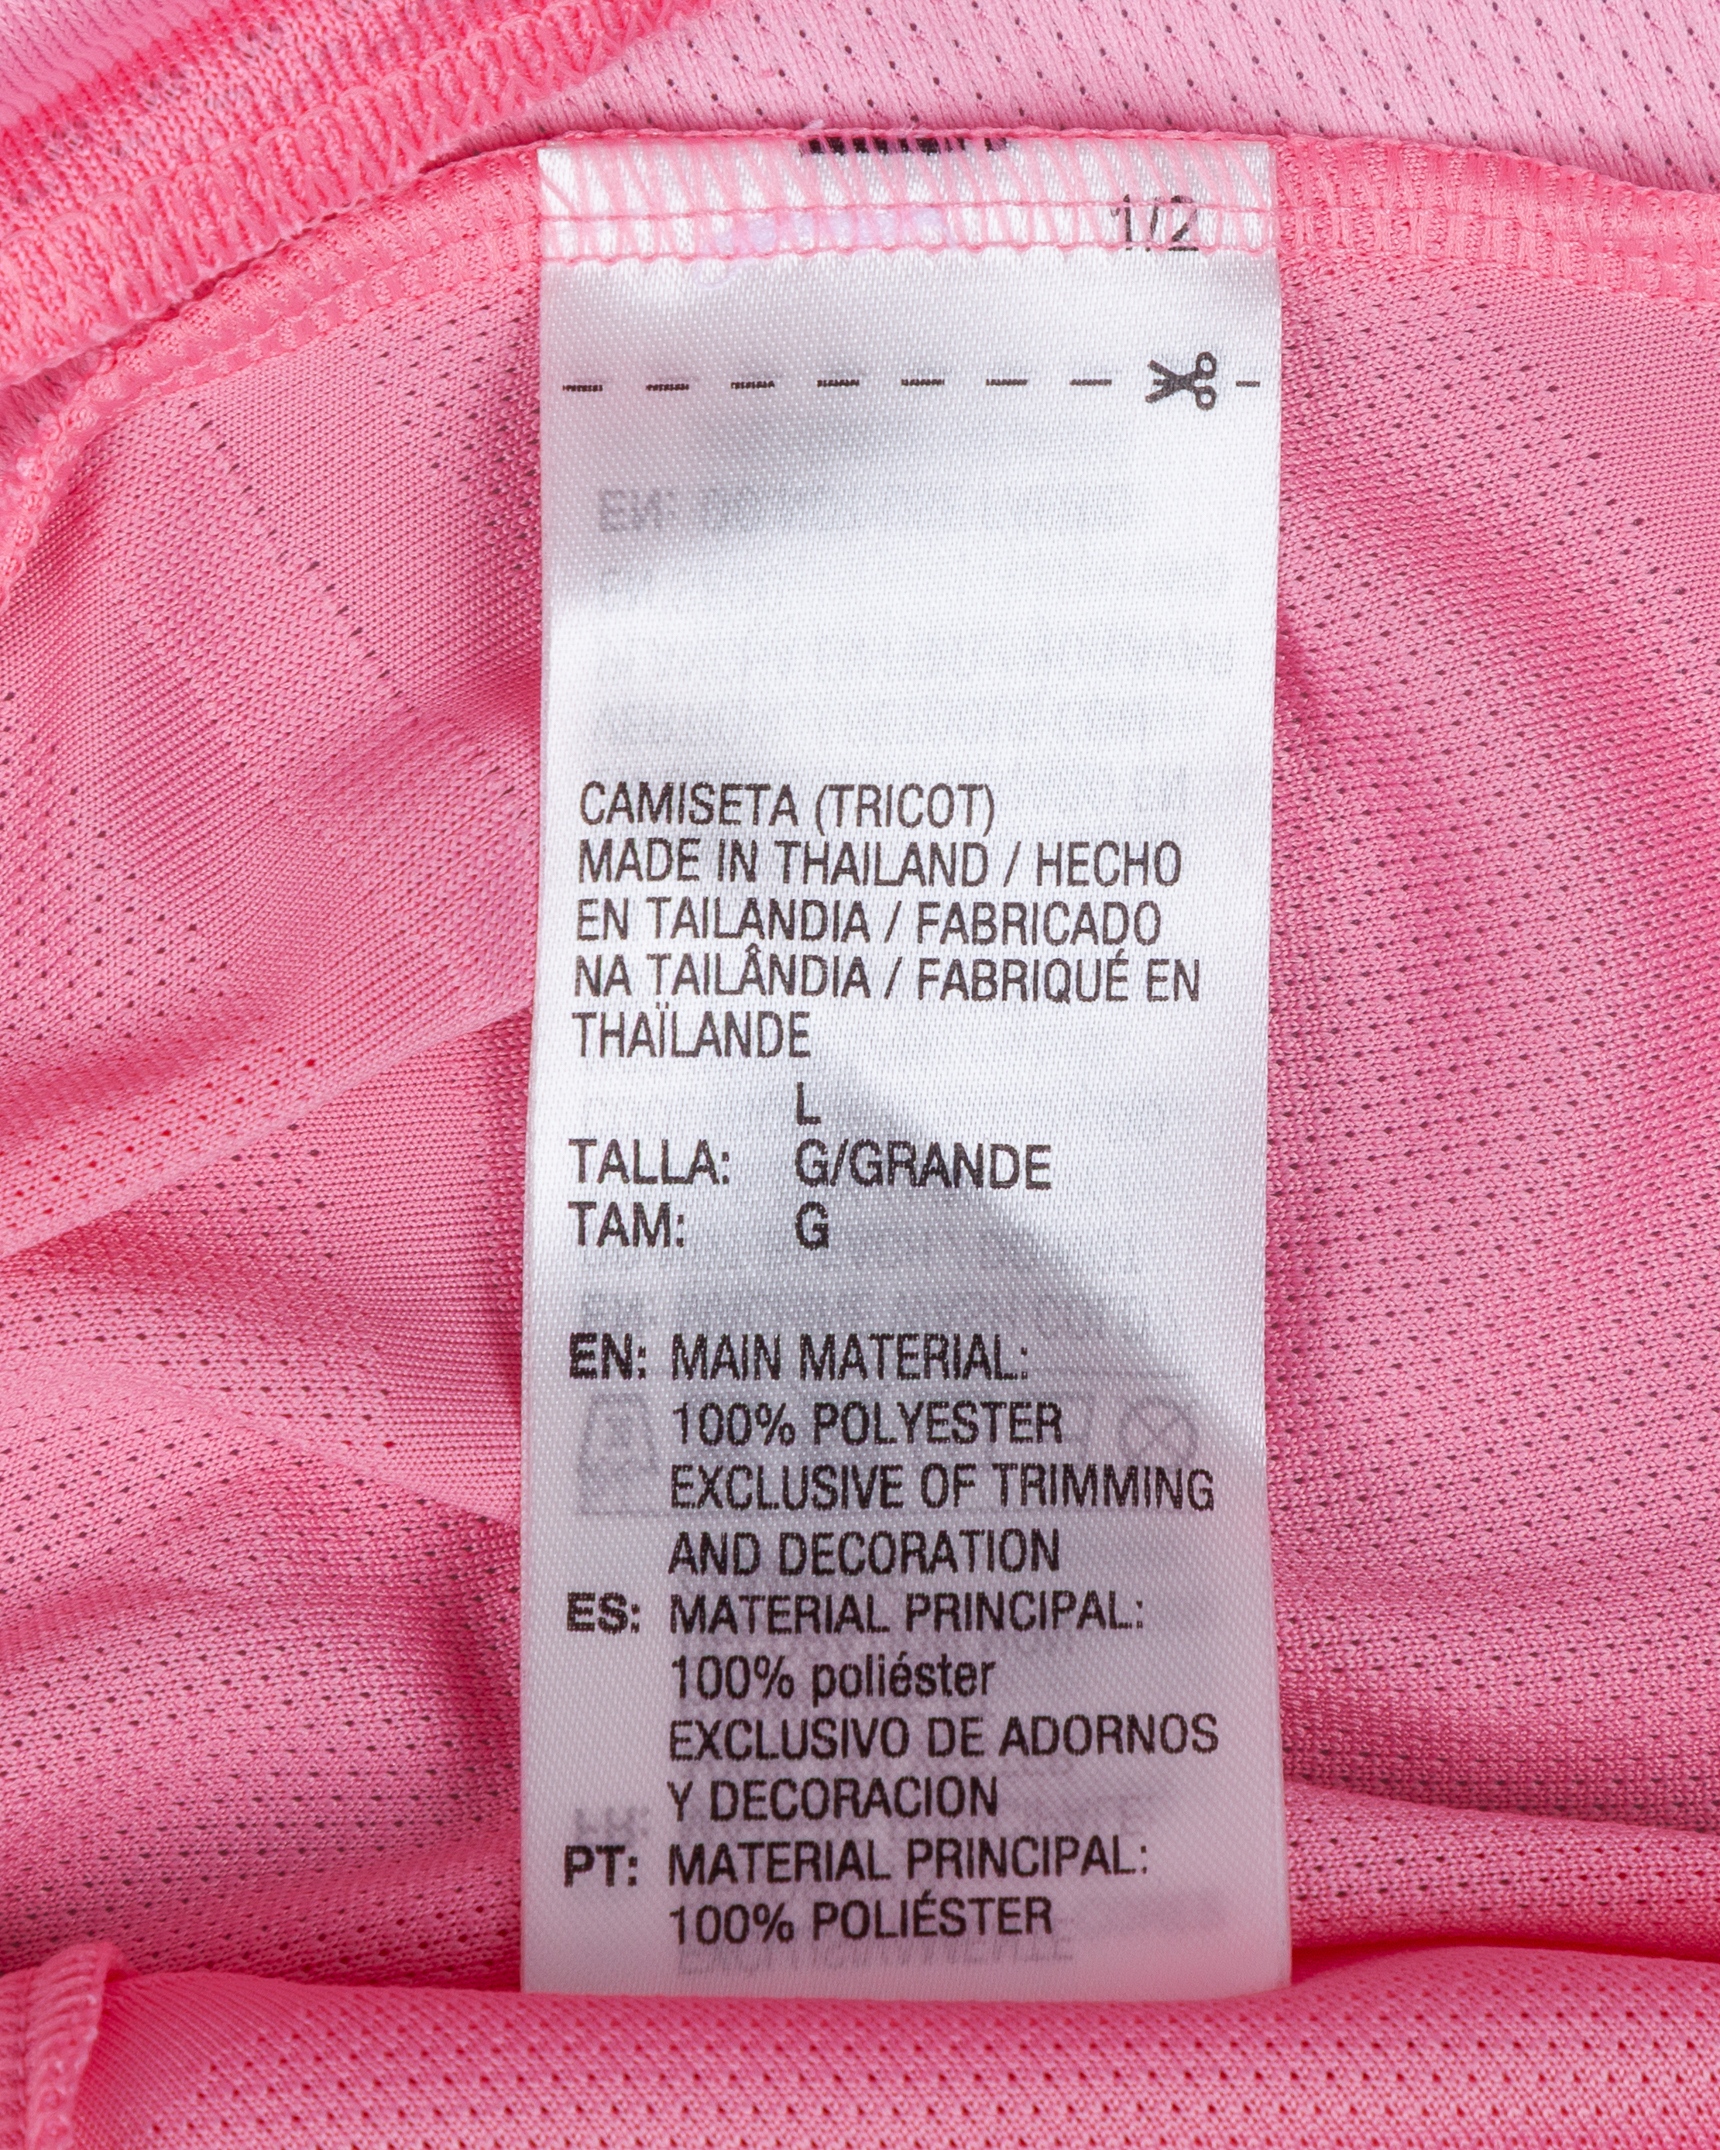 1/2
CAMISETA (TRICOT)
MADE IN THAILAND / HECHO
EN TAILANDIA / FABRICADO
NA TAILÂNDIA / FABRIQUÉ EN
THAÏLANDE
L
TALLA: G/GRANDE
TAM: G
EN: MAIN MATERIAL:
100% POLYESTER
EXCLUSIVE OF TRIMMING
AND DECORATION
ES: MATERIAL PRINCIPAL:
100% poliéster
EXCLUSIVO DE ADORNOS
Y DECORACION
PT: MATERIAL PRINCIPAL:
100% POLIÉSTER